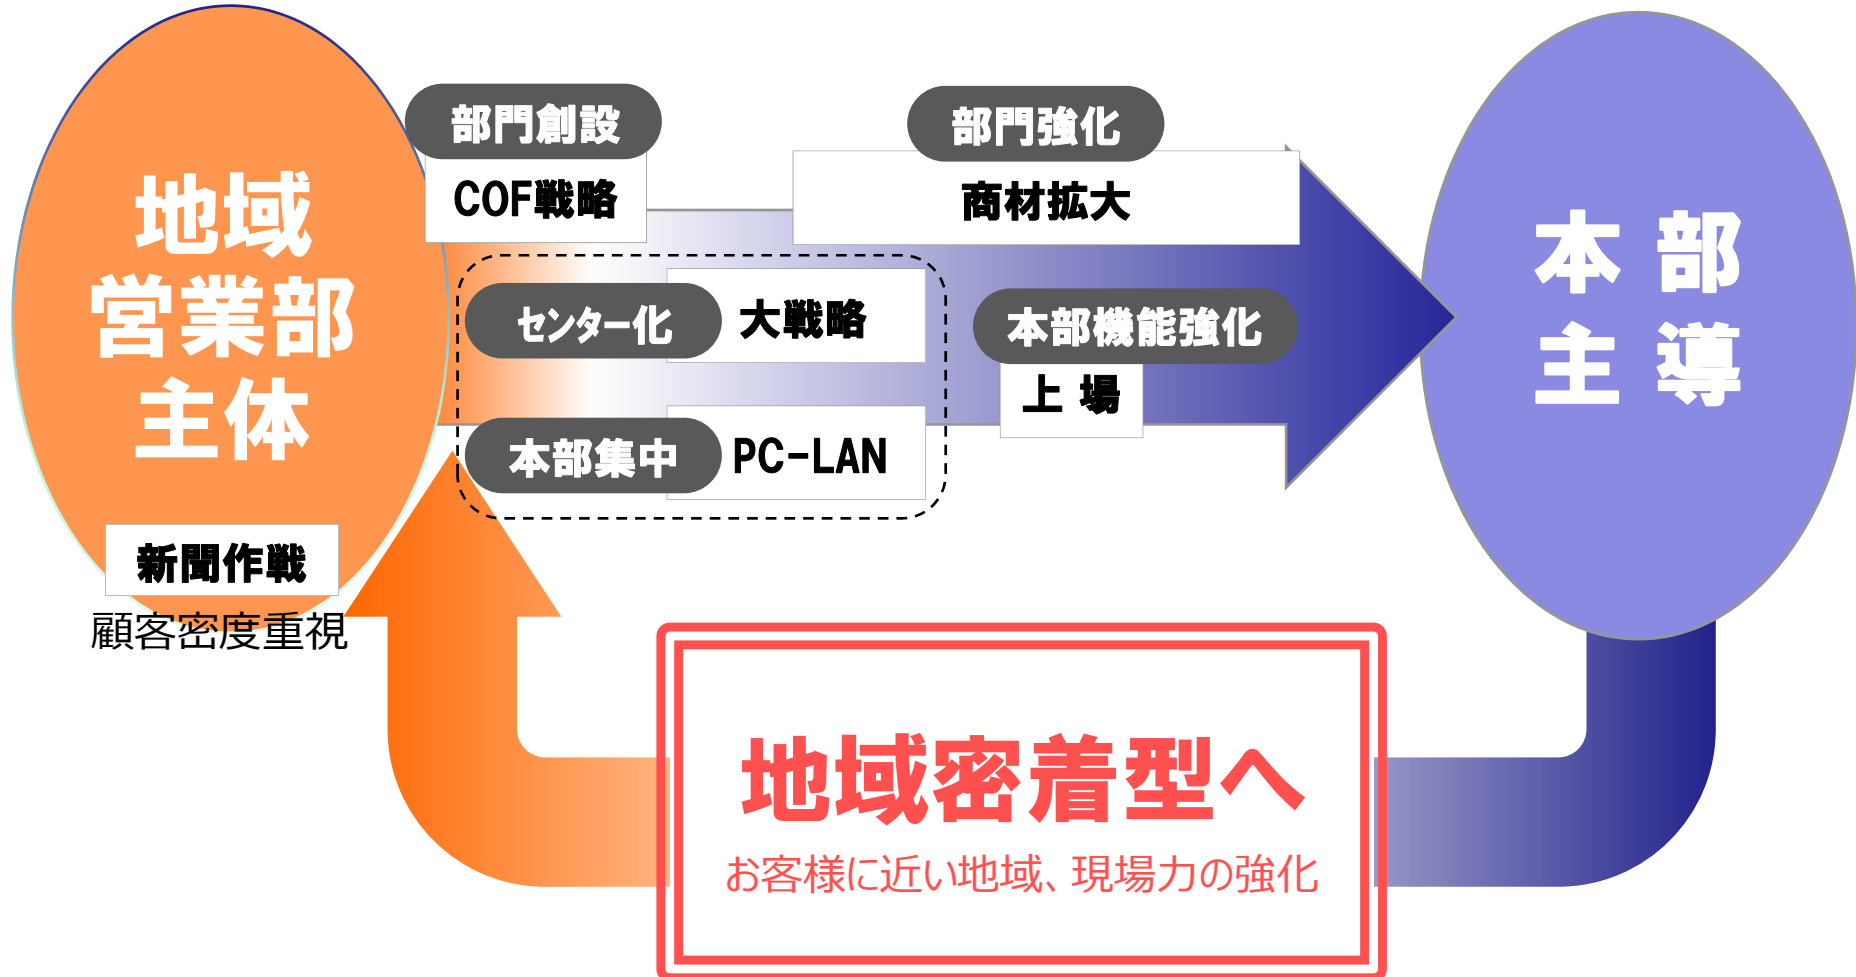 地域
営業部
主体
新聞作戦
顧客密度重視
部門創設
COF戦略
部門強化
商材拡大
センター化
大戦略
本部集中
PC-LAN
本部機能強化
上 場
本 部
主 導
地域密着型へ
お客様に近い地域、現場力の強化